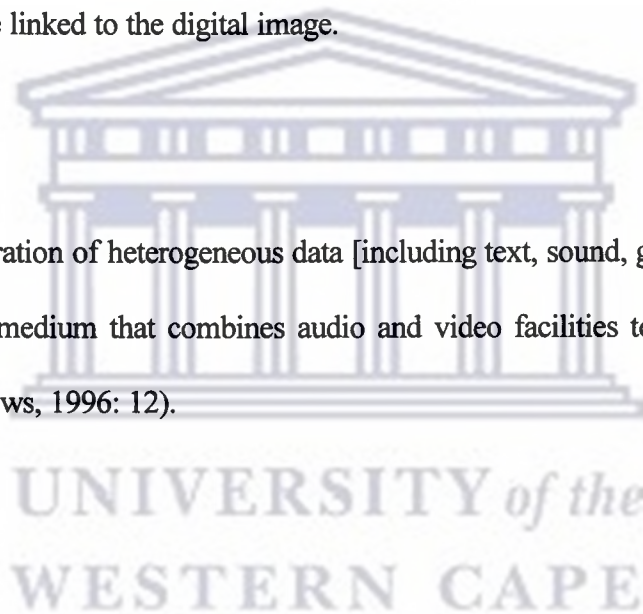 linked to the digital image.
ration of heterogeneous data [including text, sound, g
medium that combines audio and video facilities te
ws, 1996: 12).
UNIVERSITY of the
WESTERN CAPE